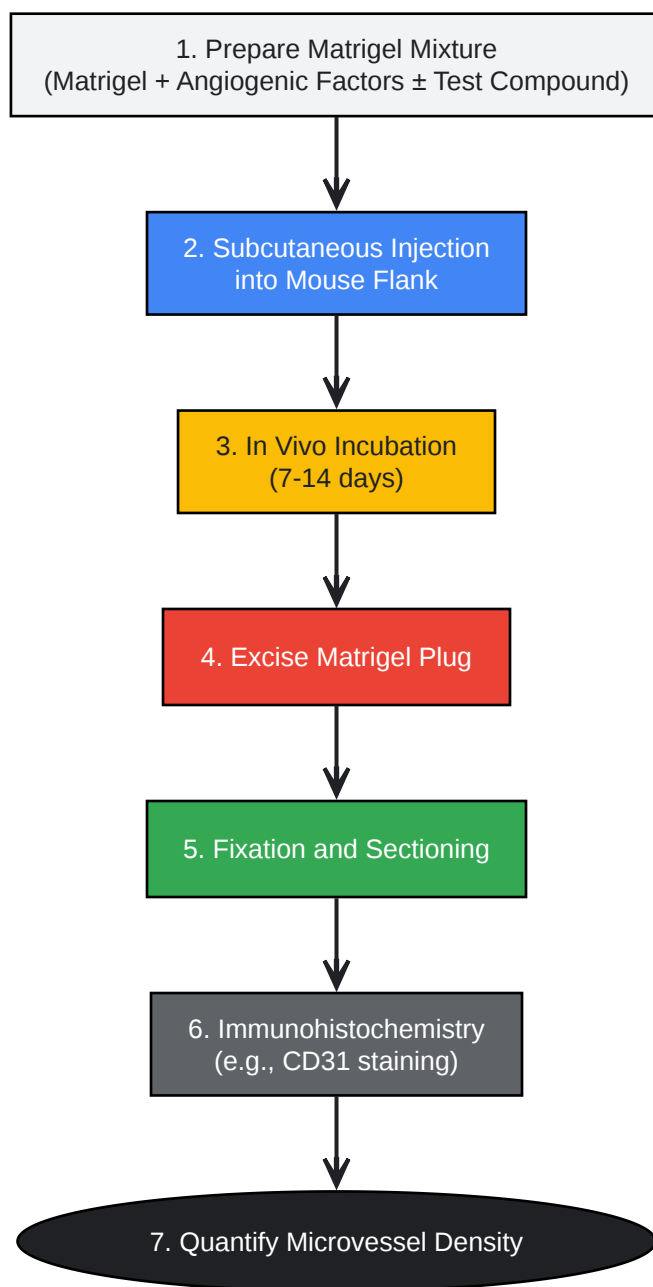 1. Prepare Matrigel Mixture
(Matrigel + Angiogenic Factors ± Test Compound)
2. Subcutaneous Injection
into Mouse Flank
3. In Vivo Incubation
(7-14 days)
4. Excise Matrigel Plug
5. Fixation and Sectioning
6. Immunohistochemistry
(e.g., CD31 staining)
7. Quantify Microvessel Density